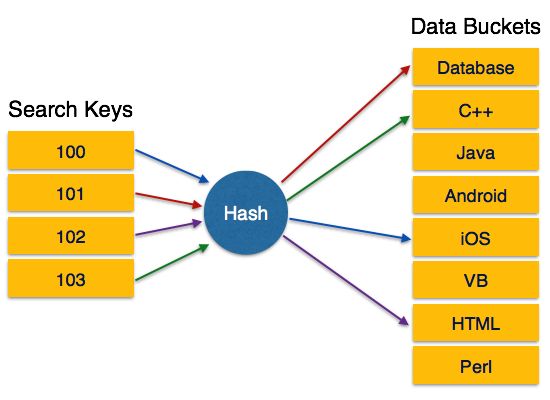 Data Buckets
Search Keys
100
101
102
103
Hash
Database
C++
Java
Android
iOS
VB
HTML
Perl